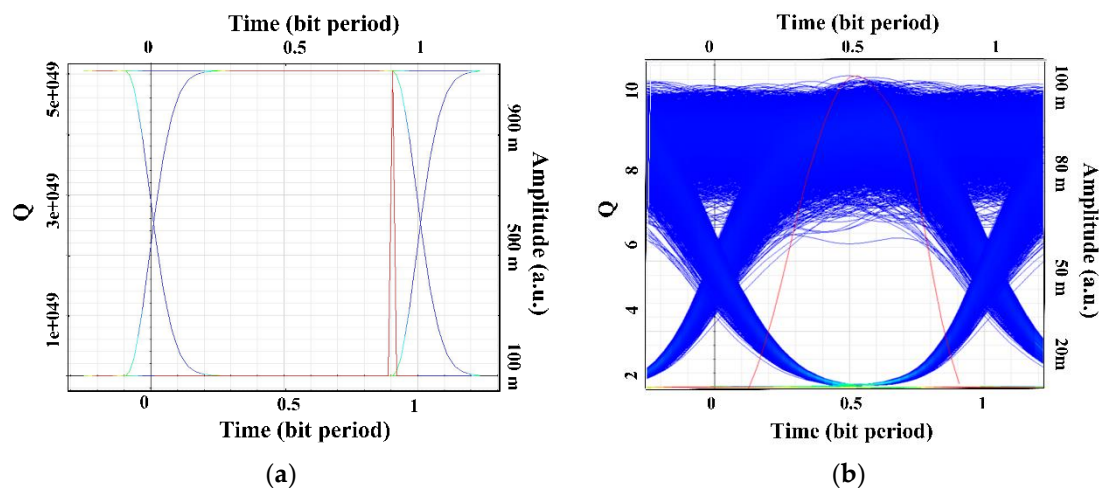 Time (bit period)
0 0.5 1
Q
5e+049
3e+049
1e+049
900 m
500 m
100 m
Amplitude (a.u.)
0 0.5 1
Time (bit period)
(a)
Time (bit period)
0 0.5 1
Q
10
8
6
4
2
100 m
80 m
50 m
20m
Amplitude (a.u.)
0 0.5 1
Time (bit period)
(b)